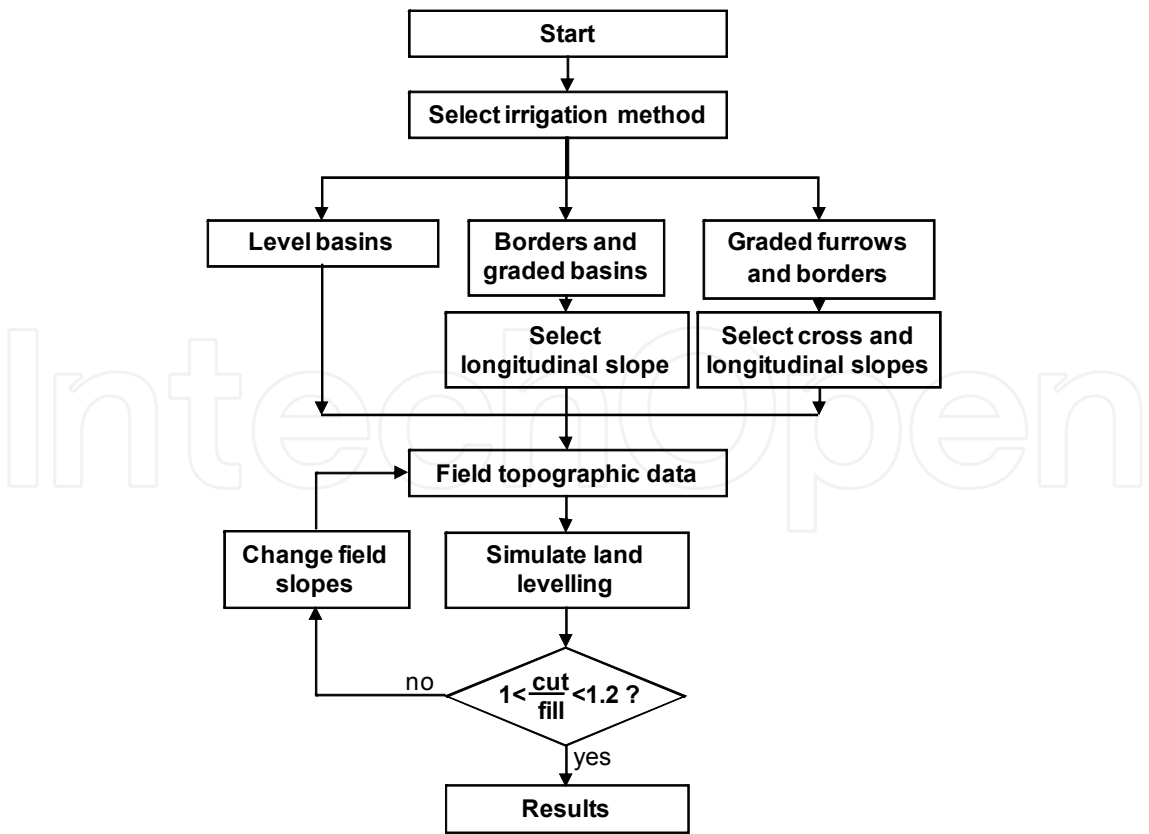 Start
Select irrigation method
Level basins
Borders and
graded basins
Graded furrows
and borders
Select
longitudinal slope
Select cross and
longitudinal slopes
IntechOpen
Field topographic data
Change field
slopes
Simulate land
levelling
no
1<cut/fill<1.2 ?
yes
Results